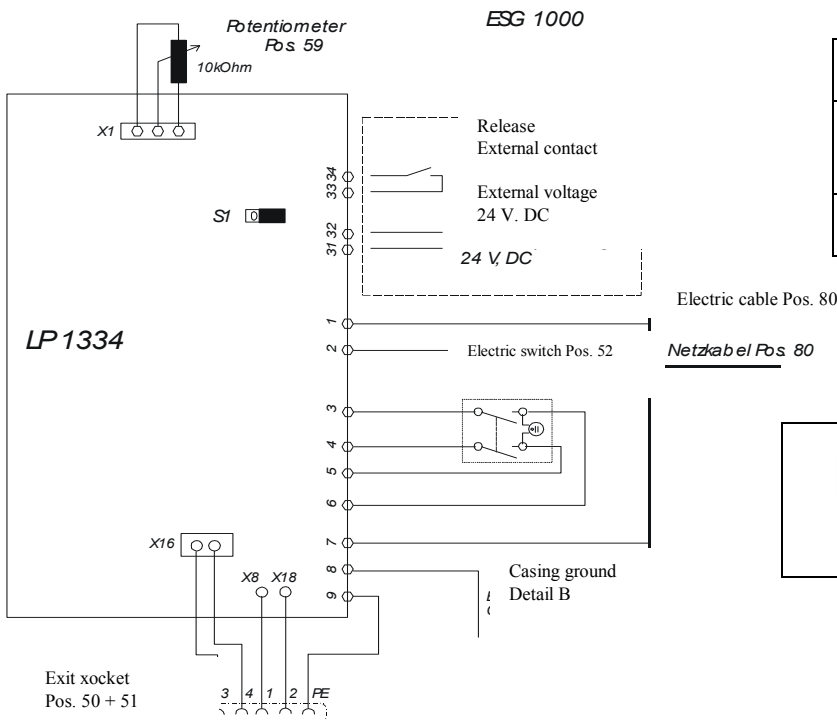 ESG 1000
Potentiometer
Pos. 59
10kOhm
X1
Release
External contact
34
33
S1
0
External voltage
24 V. DC
32
31
24 V, DC
Electric cable Pos. 80
1
LP 1334
2
Electric switch Pos. 52
Netzkabel Pos. 80
3
4
5
6
X16
7
8
Casing ground
Detail B
X8
X18
9
Exit xocket
Pos. 50 + 51
3
4
1
2
PE